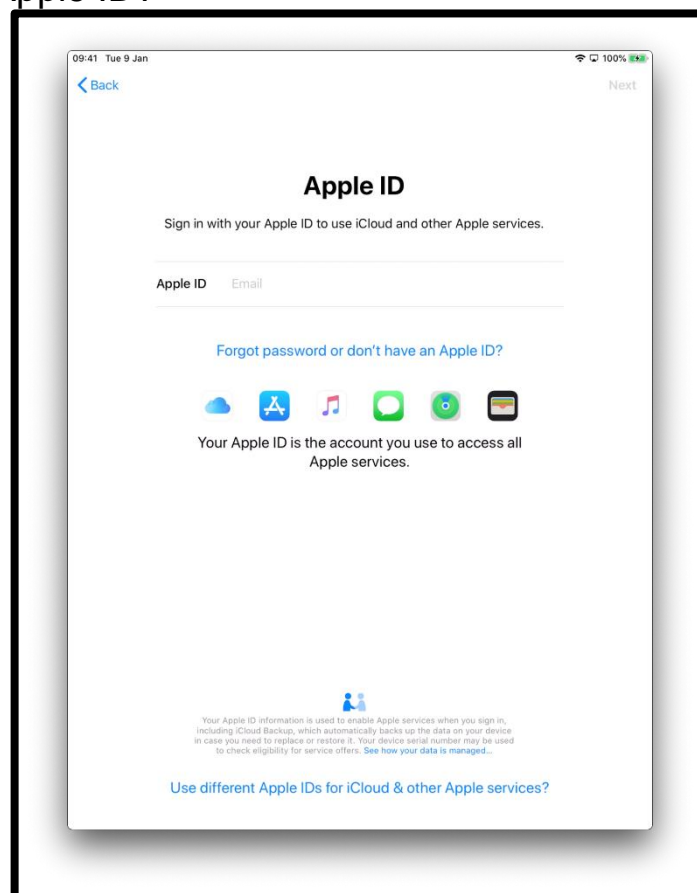 09:41 Tue 9 Jan 100%
Back Next
Apple ID
Sign in with your Apple ID to use iCloud and other Apple services.
Apple ID Email
Forgot password or don't have an Apple ID?
Your Apple ID is the account you use to access all
Apple services.
Your Apple ID information is used to enable Apple services when you sign in,
including iCloud Backup, which automatically backs up the data on your device
in case you need to replace or restore it. Your device serial number may be used
to check eligibility for service offers. See how your data is managed...
Use different Apple IDs for iCloud & other Apple services?